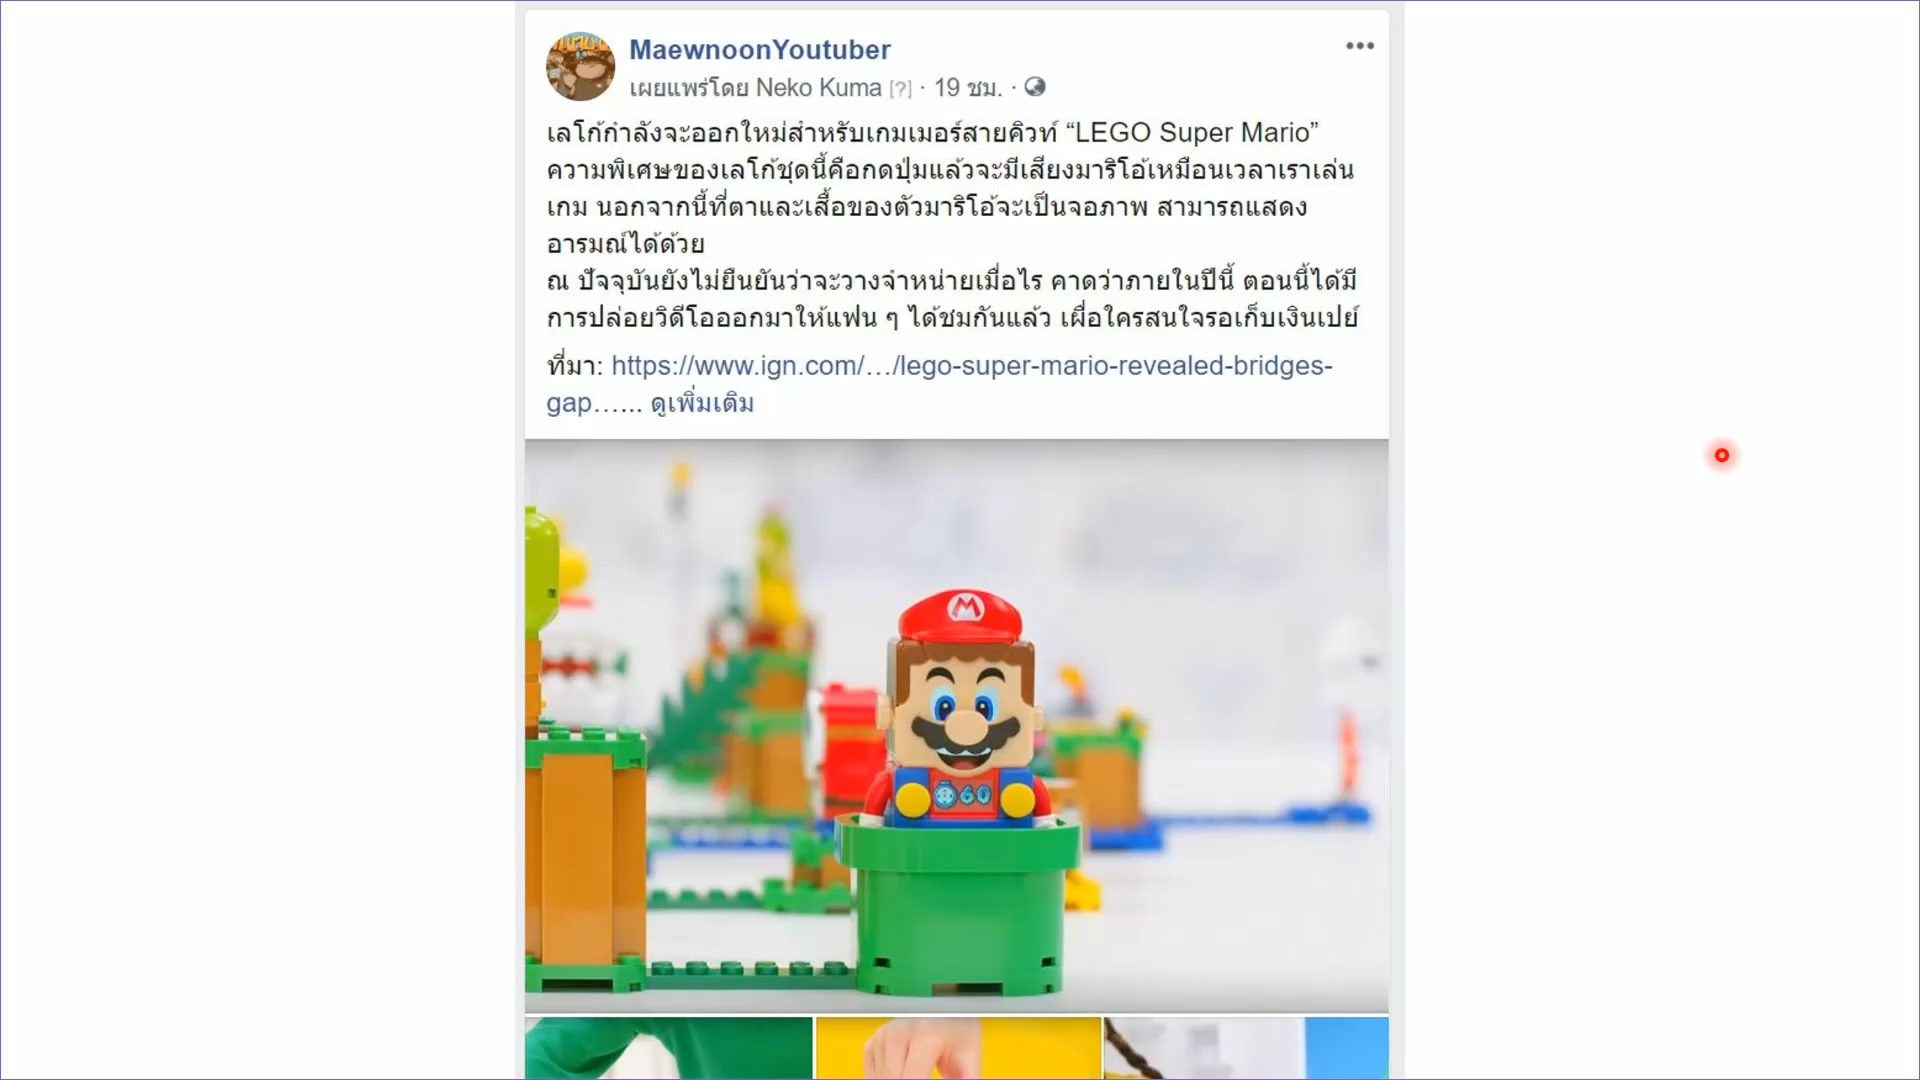 MaewnoonYoutuber
เผยแพร่โดย Neko Kuma [?] · 19 ชม. ·
เลโก้กำลังจะออกใหม่สำหรับเกมเมอร์สายคิวท์ “LEGO Super Mario”
ความพิเศษของเลโก้ชุดนี้คือกดปุ่มแล้วจะมีเสียงมาริโอ้เหมือนเวลาเราเล่น
เกม นอกจากนี้ที่ตาและเสื้อของตัวมาริโอ้จะเป็นจอภาพ สามารถแสดง
อารมณ์ได้ด้วย
ณ ปัจจุบันยังไม่ยืนยันว่าจะวางจำหน่ายเมื่อไร คาดว่าภายในปีนี้ ตอนนี้ได้มี
การปล่อยวิดีโอออกมาให้แฟน ๆ ได้ชมกันแล้ว เผื่อใครสนใจรอเก็บเงินเปย์
ที่มา: https://www.ign.com/…/lego-super-mario-revealed-bridges-
gap…... ดูเพิ่มเติม
M
60